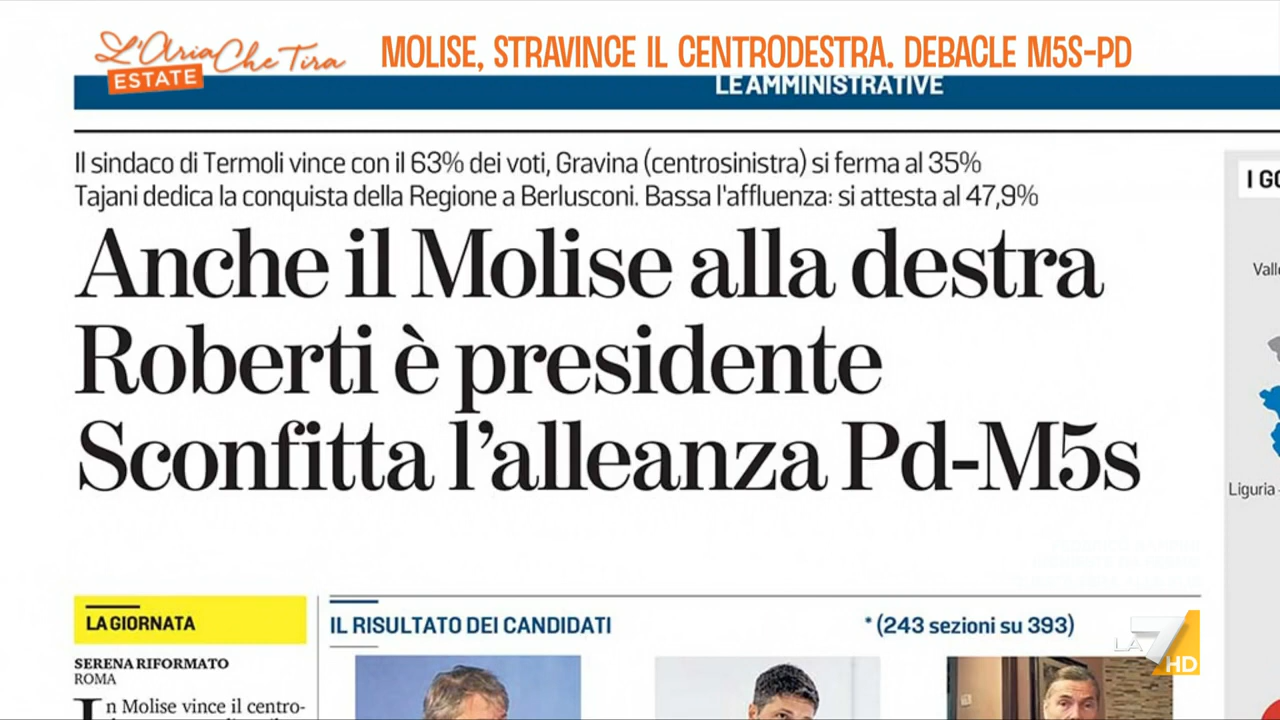 L'Aria Che Tira
ESTATE
MOLISE, STRAVINCE IL CENTRODESTRA. DEBACLE M5S-PD
LE AMMINISTRATIVE
Il sindaco di Termoli vince con il 63% dei voti, Gravina (centrosinistra) si ferma al 35%
Tajani dedica la conquista della Regione a Berlusconi. Bassa l'affluenza: si attesta al 47,9%
Anche il Molise alla destra
Roberti è presidente
Sconfitta l'alleanza Pd-M5s
I GO
Vall
Liguria
LA GIORNATA
IL RISULTATO DEI CANDIDATI
* (243 sezioni su 393)
SERENA RIFORMATO
ROMA
In Molise vince il centro-
LA7
HD